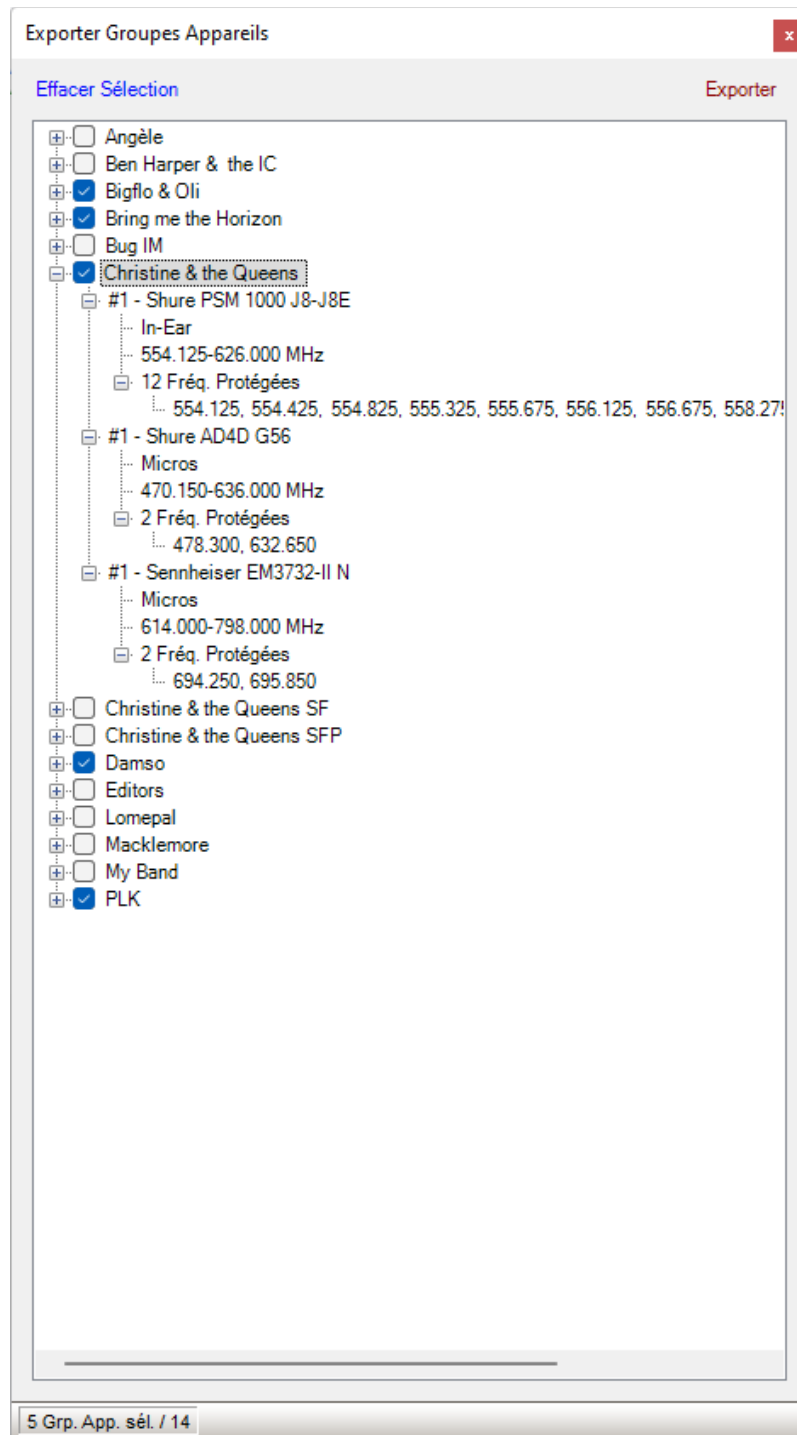 Exporter Groupes Appareils
x
Effacer Sélection Exporter
Angèle
Ben Harper & the IC
Bigflo & Oli
Bring me the Horizon
Bug IM
Christine & the Queens
#1 - Shure PSM 1000 J8-J8E
In-Ear
554.125-626.000 MHz
12 Fréq. Protégées
554.125, 554.425, 554.825, 555.325, 555.675, 556.125, 556.675,
#1 - Shure AD4D G56
Micros
470.150-636.000 MHz
2 Fréq. Protégées
478.300, 632.650
#1 - Sennheiser EM3732-II N
Micros
614.000-798.000 MHz
2 Fréq. Protégées
694.250, 695.850
Christine & the Queens SF
Christine & the Queens SFP
Damso
Editors
Lomepal
Macklemore
My Band
PLK
5 Grp. App. sél. / 14